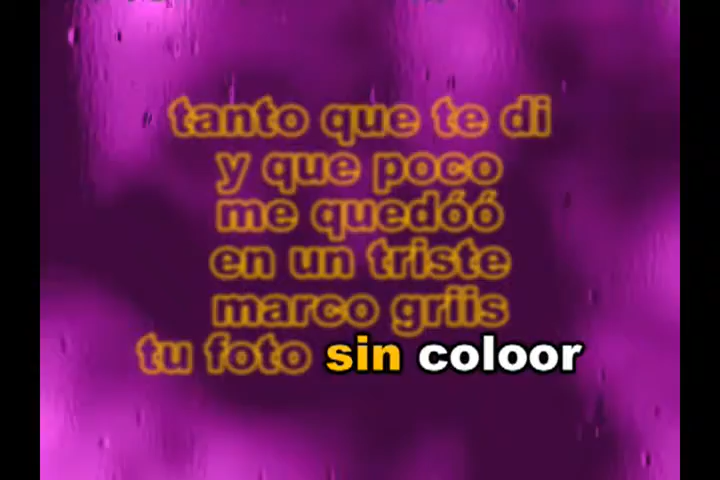 tanto que te di
y que poco
me quedóó
en un triste
marco griis
tu foto sin coloor